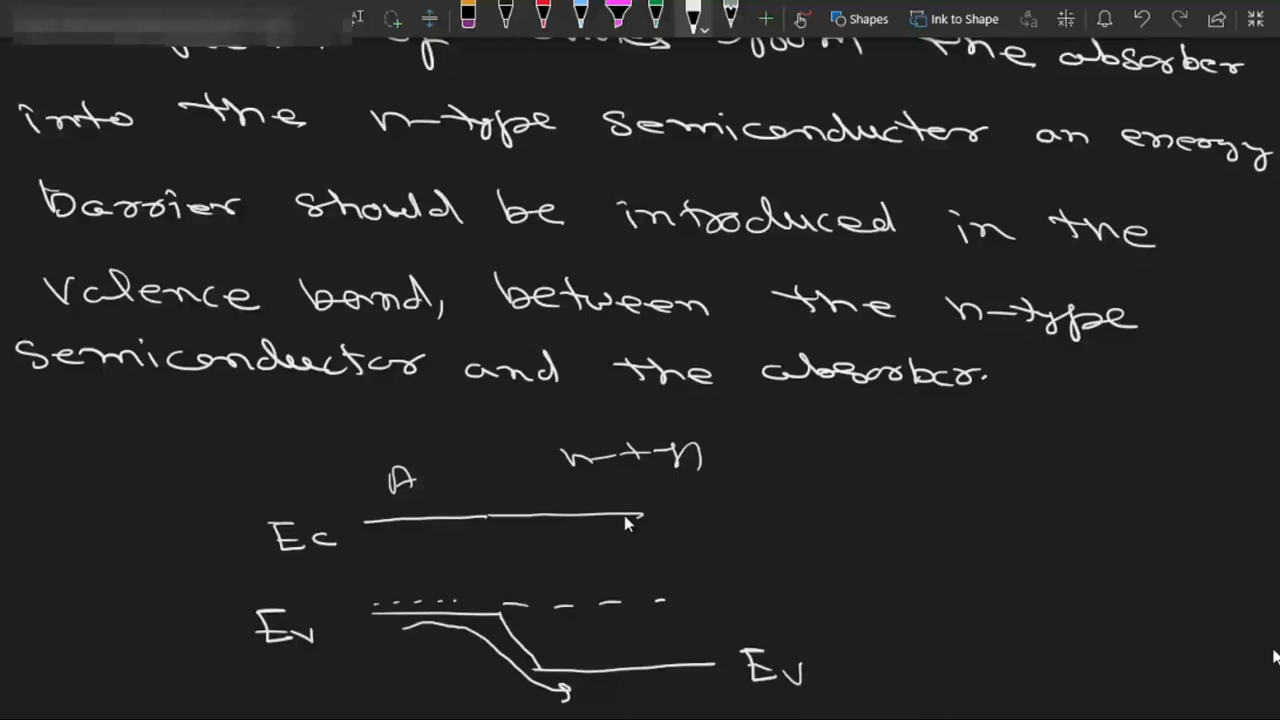 Shapes Ink to Shape
the absorber
into the n-type semiconductor an energy
barrier should be introduced in the
valence band, between the n-type
semiconductor and the absorber.
A
Ec
Ev
Ev